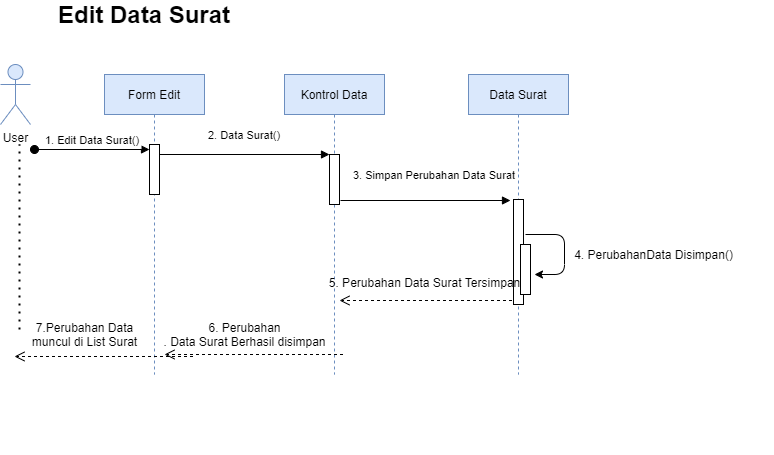 Edit Data Surat
Form Edit
Kontrol Data
Data Surat
User
1. Edit Data Surat()
2. Data Surat()
3. Simpan Perubahan Data Surat
4. PerubahanData Disimpan()
5. Perubahan Data Surat Tersimpan
6. Perubahan
. Data Surat Berhasil disimpan
7.Perubahan Data
muncul di List Surat